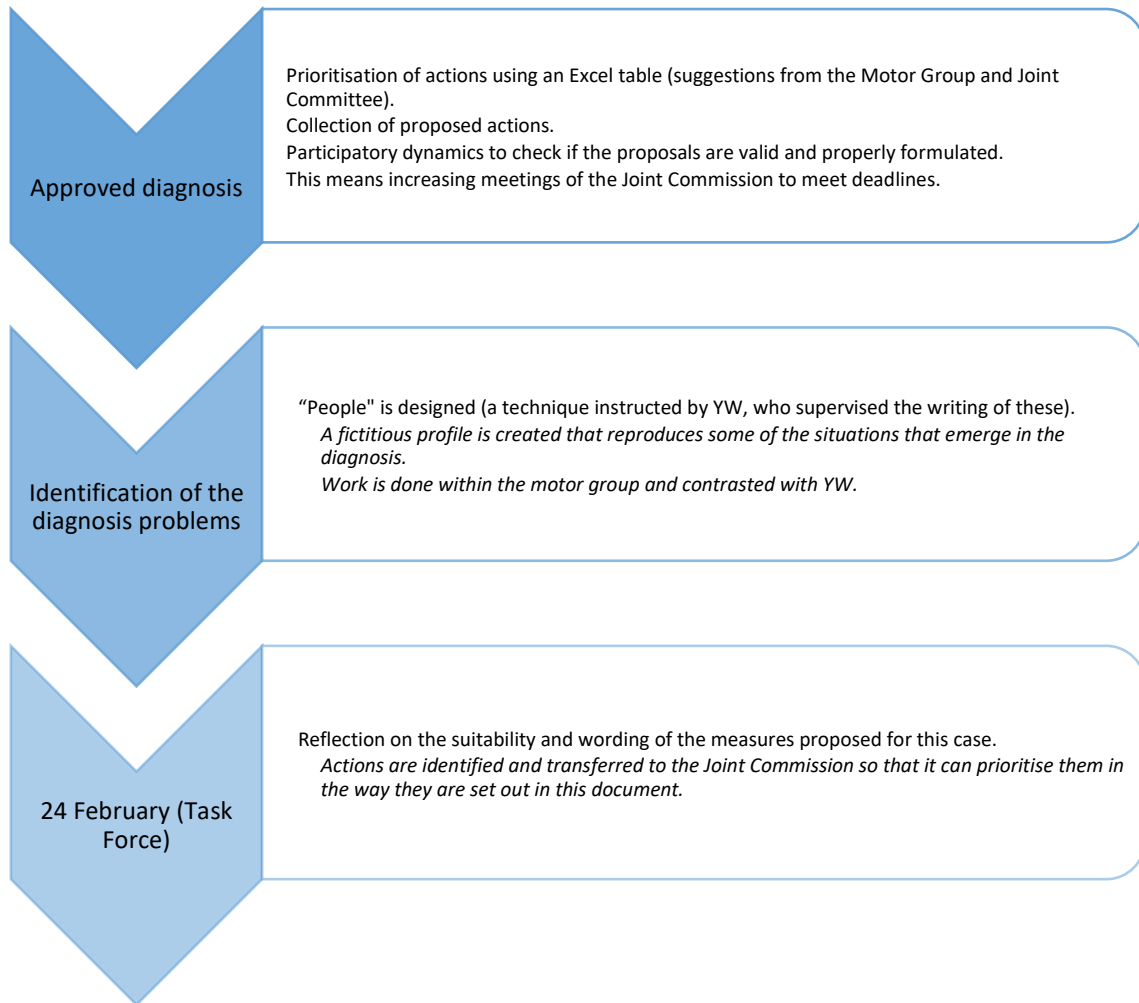 Approved diagnosis
Prioritisation of actions using an Excel table (suggestions from the Motor Group and Joint
Committee).
Collection of proposed actions.
Participatory dynamics to check if the proposals are valid and properly formulated.
This means increasing meetings of the Joint Commission to meet deadlines.
Identification of the
diagnosis problems
“People" is designed (a technique instructed by YW, who supervised the writing of these).
A fictitious profile is created that reproduces some of the situations that emerge in the
diagnosis.
Work is done within the motor group and contrasted with YW.
24 February (Task
Force)
Reflection on the suitability and wording of the measures proposed for this case.
Actions are identified and transferred to the Joint Commission so that it can prioritise them in
the way they are set out in this document.